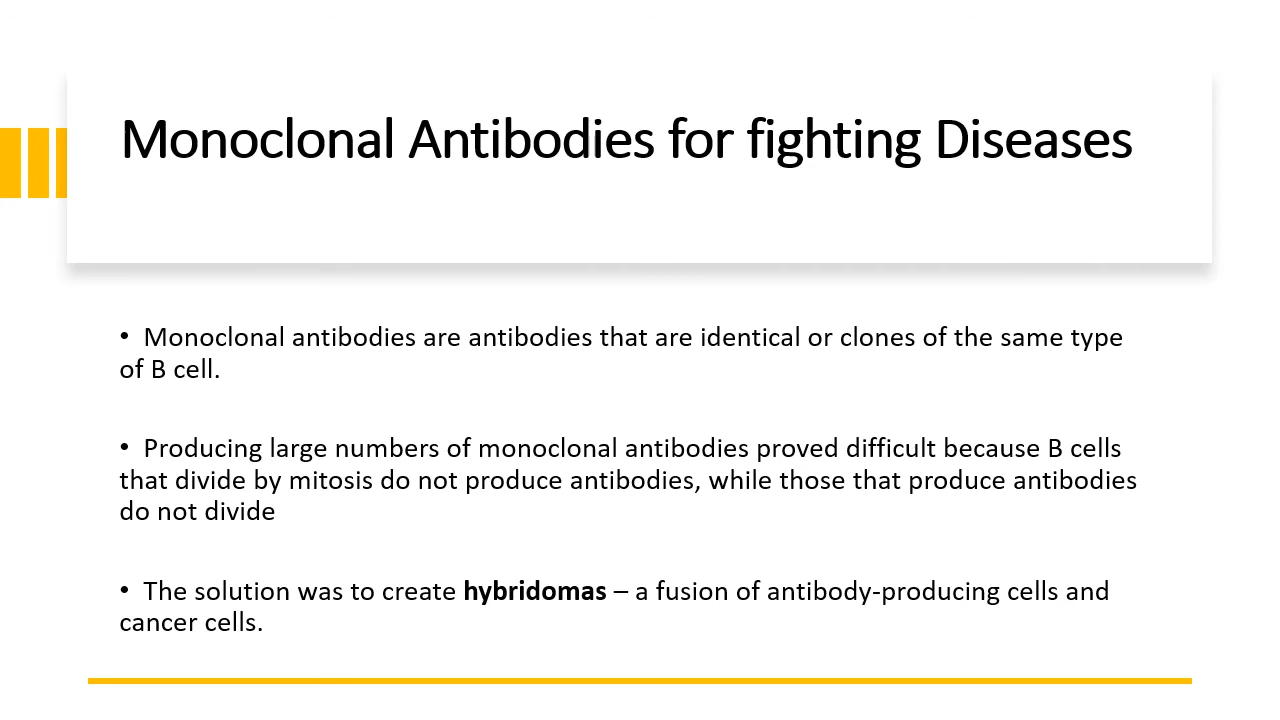 Monoclonal Antibodies for fighting Diseases
• Monoclonal antibodies are antibodies that are identical or clones of the same type
of B cell.
• Producing large numbers of monoclonal antibodies proved difficult because B cells
that divide by mitosis do not produce antibodies, while those that produce antibodies
do not divide
• The solution was to create hybridomas – a fusion of antibody-producing cells and
cancer cells.